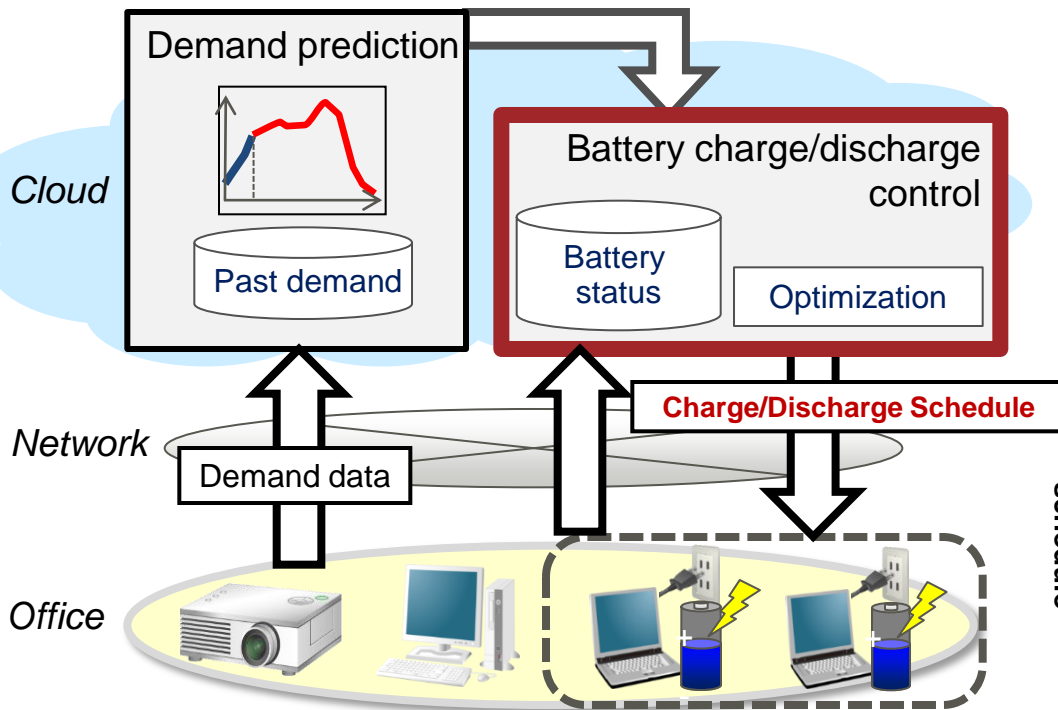 Demand prediction
Past demand
Cloud
Battery charge/discharge
control
Battery
status
Optimization
Charge/Discharge Schedule
Network
Demand data
Office